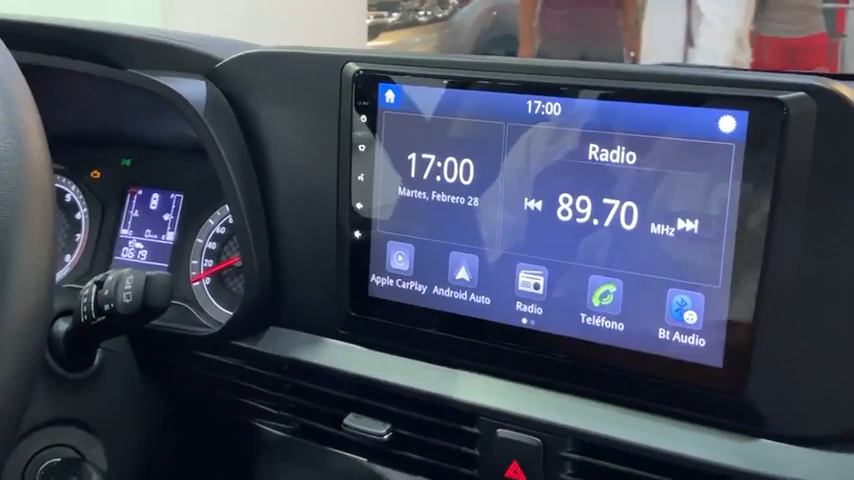 17:00
17:00
Martes, Febrero 28
Radio
89.70 MHz
Apple CarPlay
Android Auto
Radio
Teléfono
Bt Audio